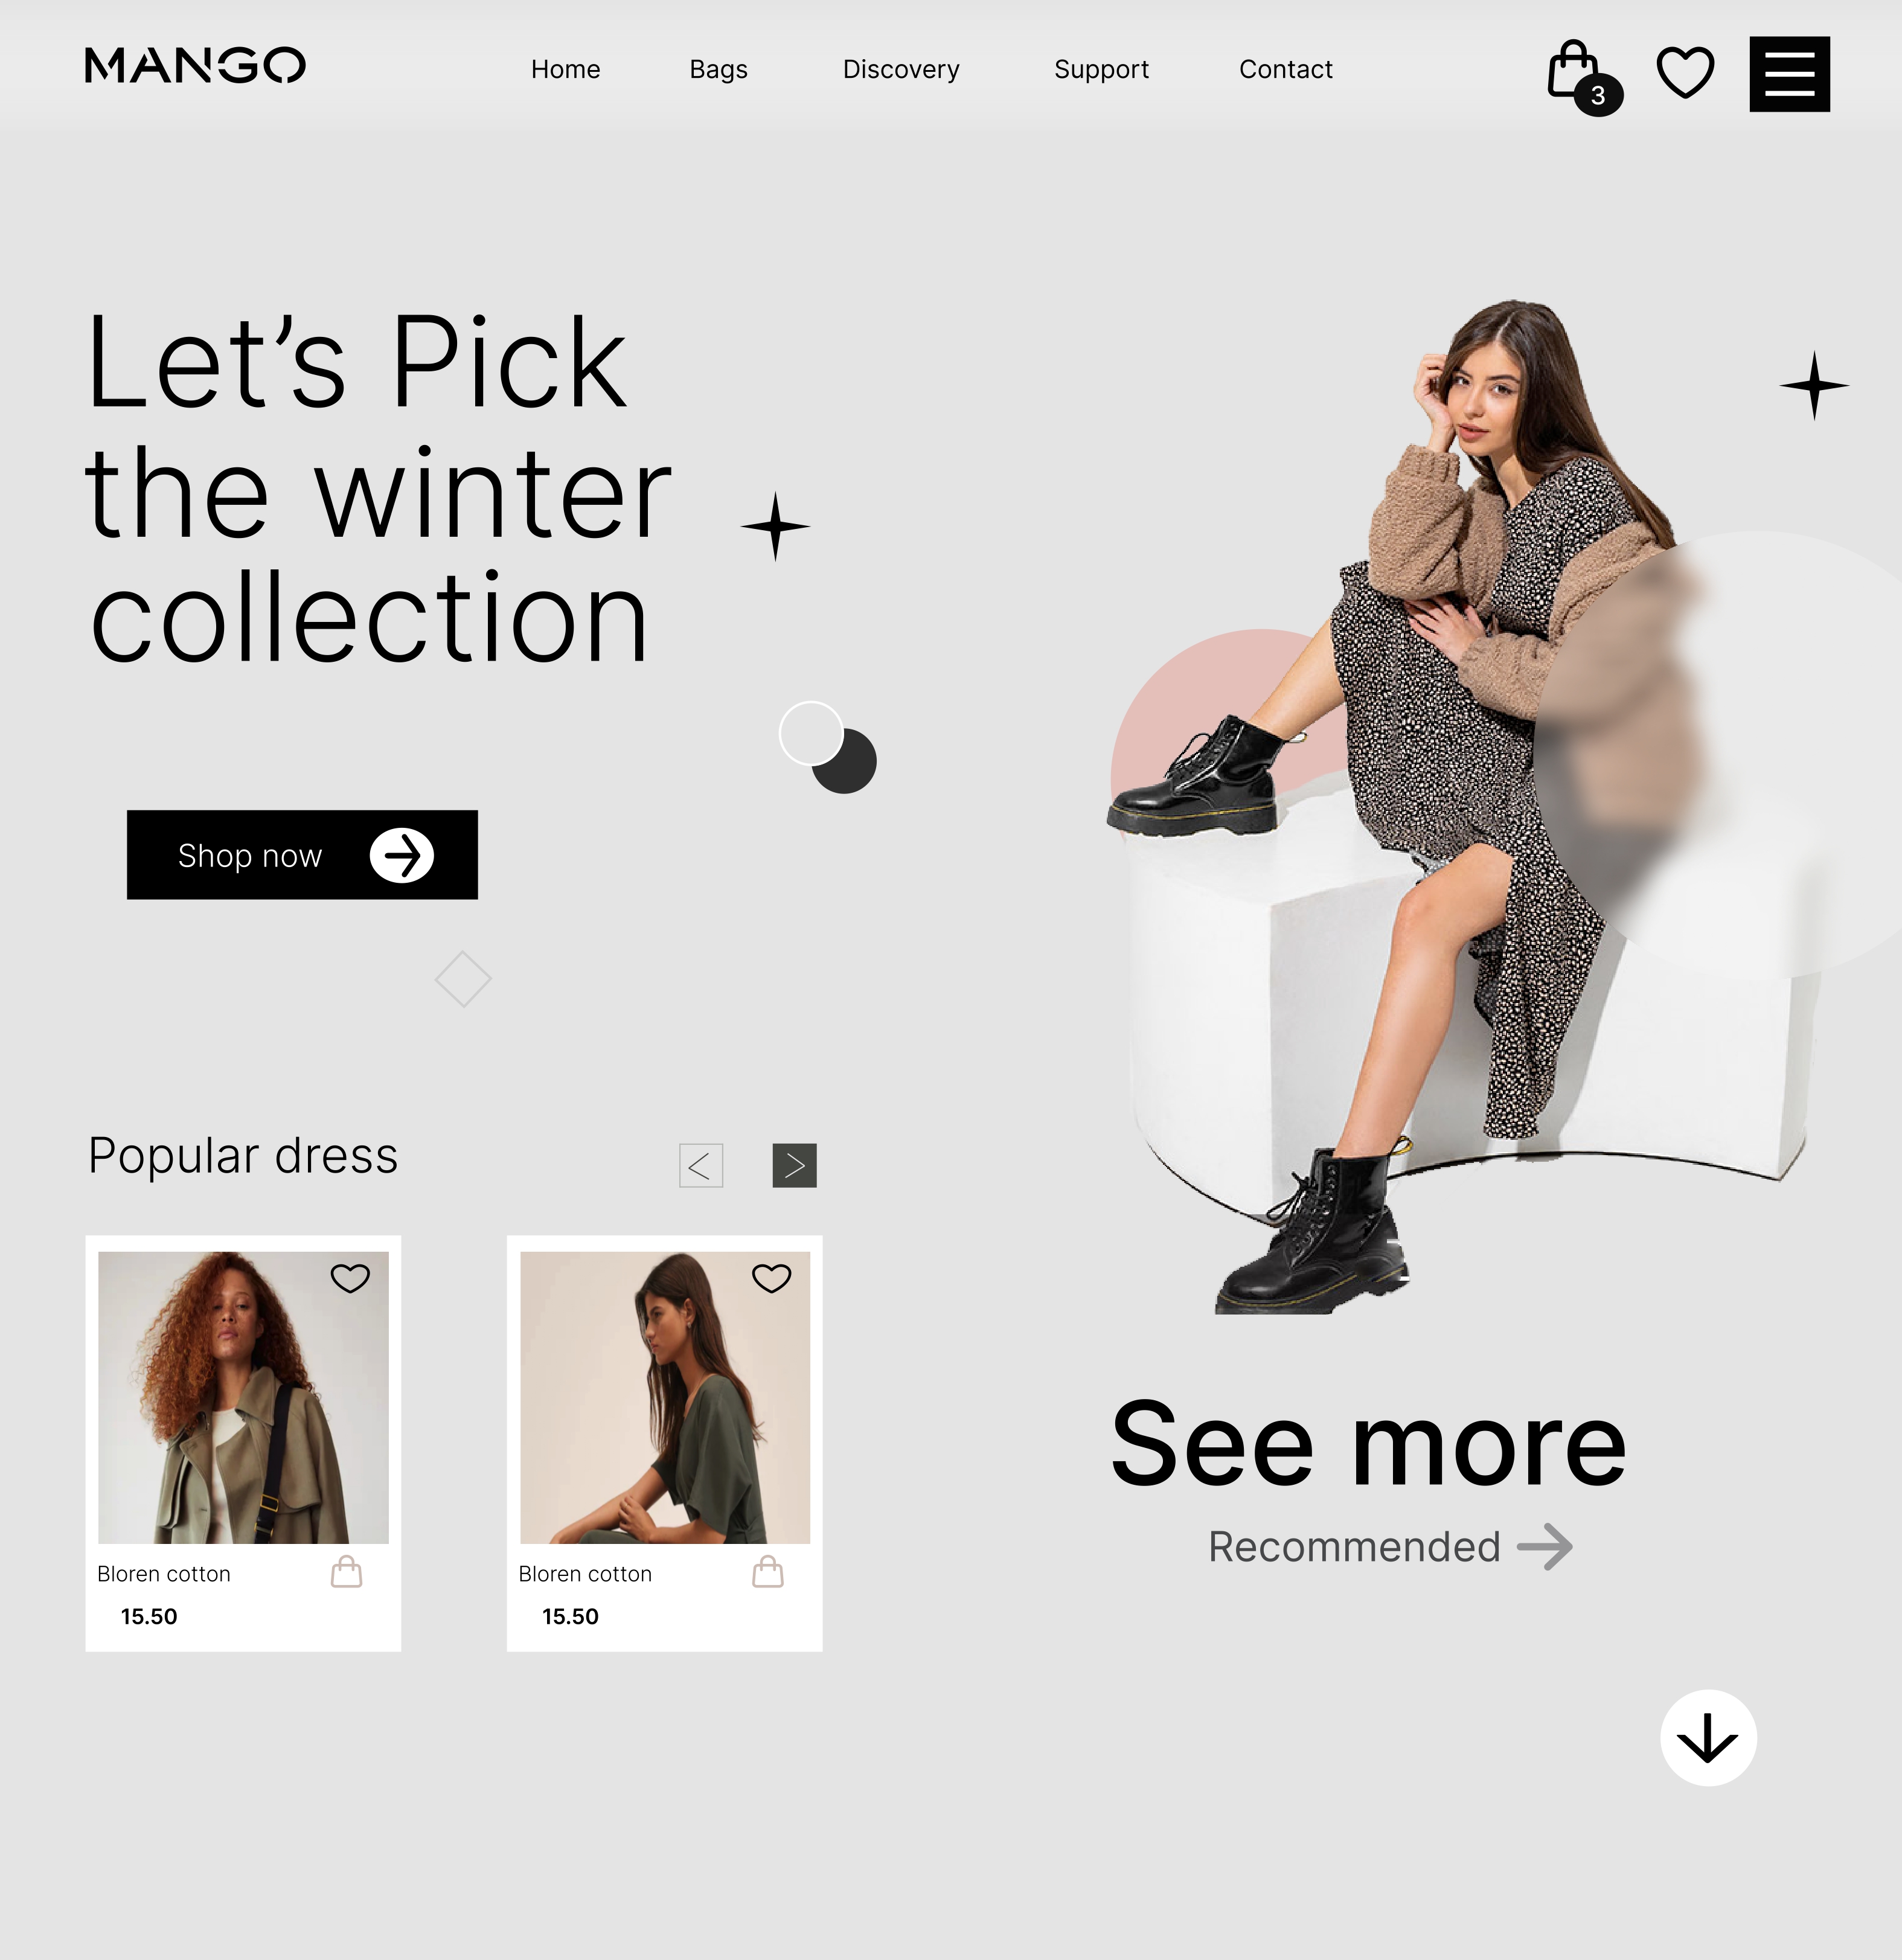 MANGO
Home Bags Discovery Support Contact
3
Let’s Pick
the winter
collection
Shop now
Popular dress
Bloren cotton
15.50
Bloren cotton
15.50
See more
Recommended